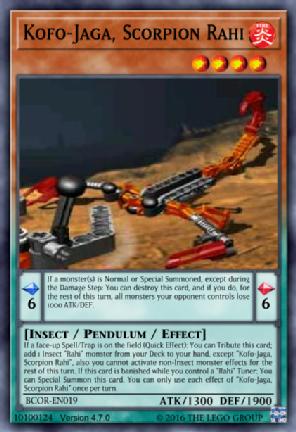 Kofo-Jaga, Scorpion Rahi
FIRE
炎
If a monster(s) is Normal or Special Summoned, except during
the Damage Step: You can destroy this card, and if you do, for
the rest of this turn, all monsters your opponent controls lose
1000 ATK/DEF.
6
6
[Insect / Pendulum / Effect]
If a face-up Spell/Trap is on the field (Quick Effect): You can Tribute this card;
add 1 Insect "Rahi" monster from your Deck to your hand, except "Kofo-Jaga,
Scorpion Rahi", also you cannot activate non-Insect monster effects for the
rest of this turn. If this card is banished while you control a "Rahi" Tuner: You
can Special Summon this card. You can only use each effect of "Kofo-Jaga,
Scorpion Rahi" once per turn.
BCOR-EN019
ATK/1300 DEF/1900
10100124 Version 4.7.0
©2016 THE LEGO GROUP